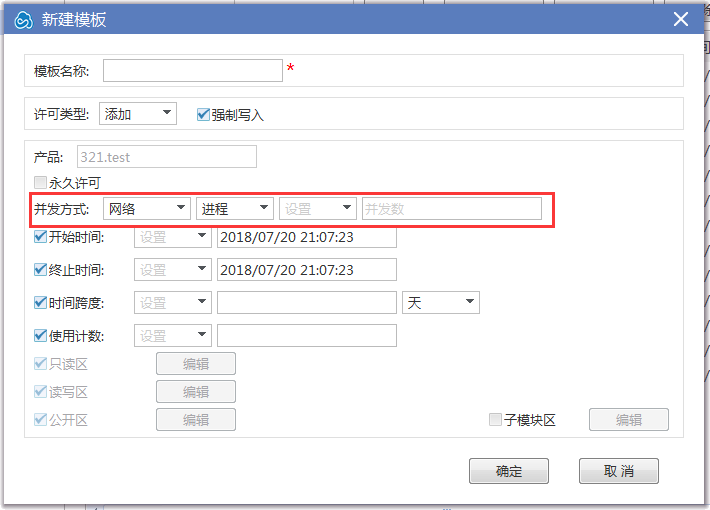 新建模板
模板名称: *
许可类型: 添加 强制写入
产品: 321.test
永久许可
并发方式: 网络 进程 设置 并发数
开始时间: 设置 2018/07/20 21:07:23
终止时间: 设置 2018/07/20 21:07:23
时间跨度: 设置 天
使用计数: 设置
只读区 编辑
读写区 编辑
公开区 编辑 子模块区 编辑
确定 取消